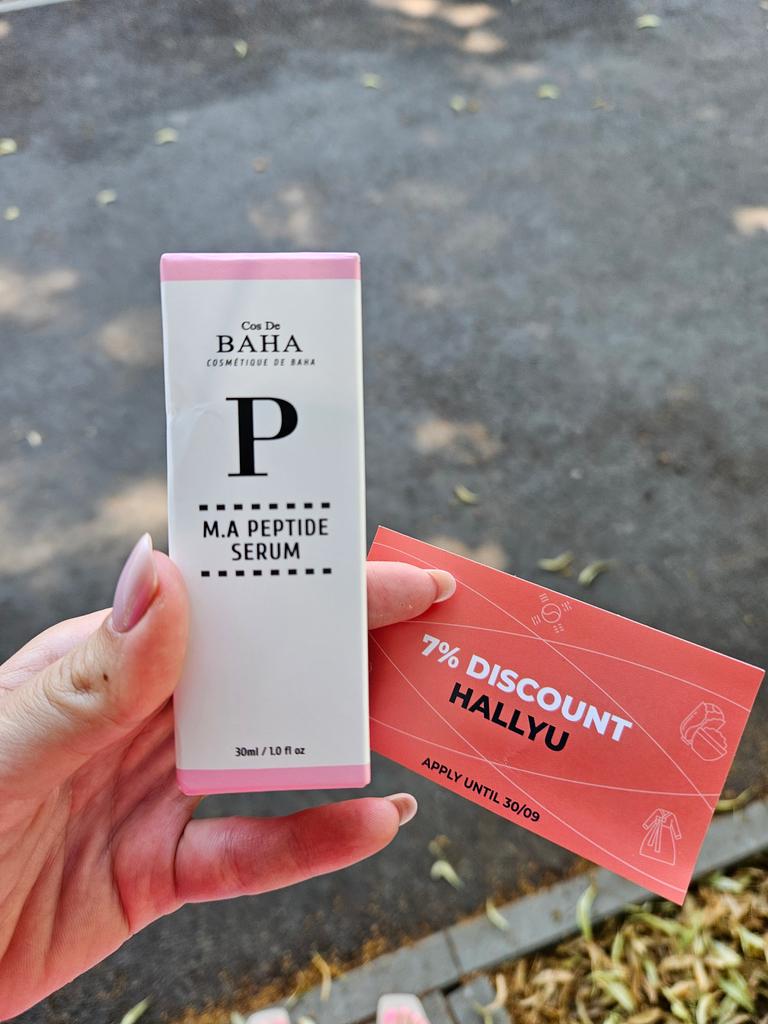 Cos De
BAHA
COSMÉTIQUE DE BAHA
P
M.A PEPTIDE
SERUM
30ml / 1.0 fl oz
7% DISCOUNT
HALLYU
APPLY UNTIL 30/09